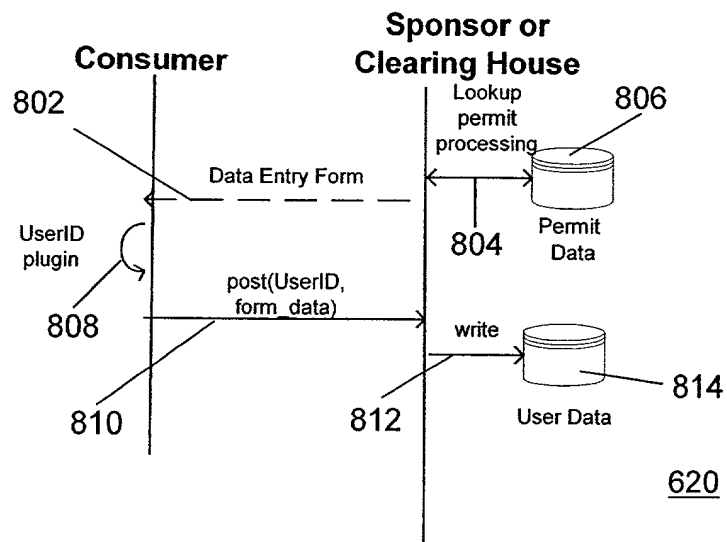 Sponsor or
Clearing House
Consumer
802
Lookup
permit
processing
806
Data Entry Form
804
Permit
Data
UserID
plugin
808
post(UserID,
form_data)
write
810
812
814
User Data
620